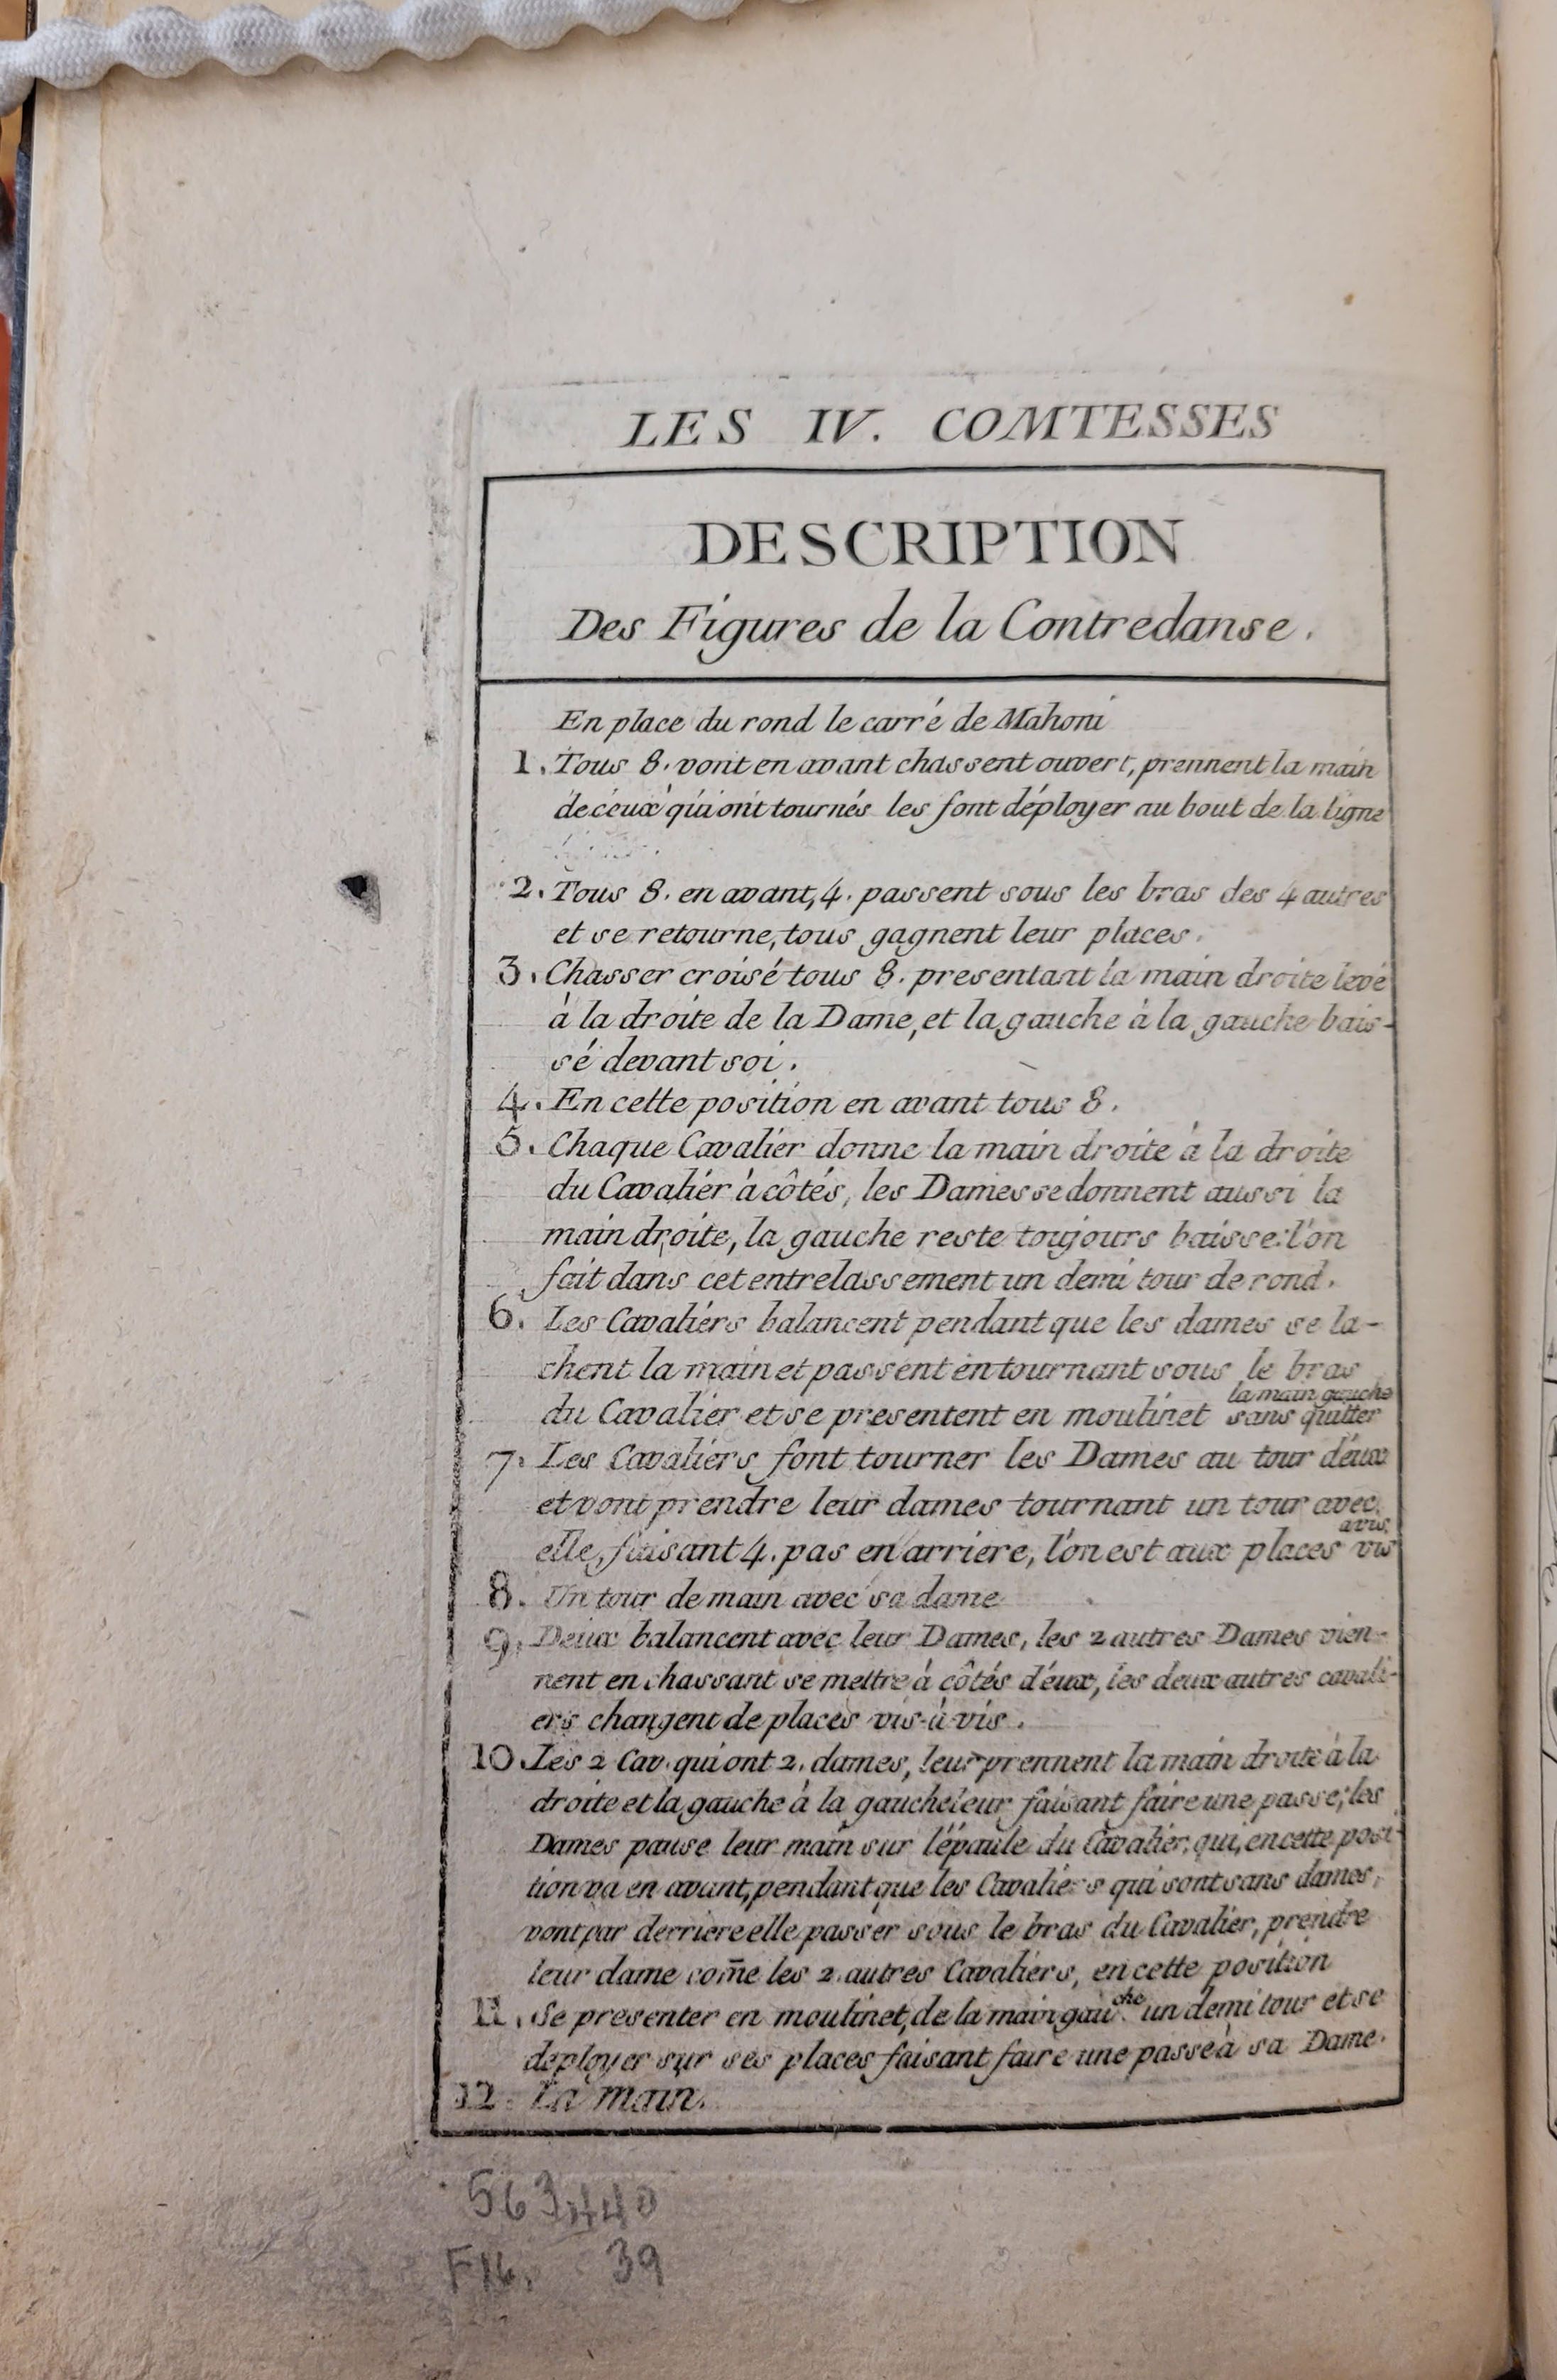 LES IV. COMTESSES
DESCRIPTION
Des Figures de la Contredanse.
En place du rond le carré de Mahoni
1. Tous 8. vont en avant chassent ouvert, prennent la main
de ceux qui ont tournés les font déployer au bout de la ligne
2. Tous 8. en avant, 4. passent sous les bras des 4 autres
et se retourne, tous gagnent leur places.
3. Chasser croisé tous 8. presentant la main droite levé
à la droite de la Dame, et la gauche à la gauche bais-
sé devant soi.
4. En cette position en avant tous 8.
5. Chaque Cavalier donne la main droite à la droite
du Cavaliér à côtés, les Dames se donnent aussi la
main droite, la gauche reste toujours baisse: l'on
fait dans cet entrelassement un demi tour de rond.
6. Les Cavaliérs balancent pendant que les dames se la-
chent la main et passent en tournant sous le bras
la main gauche
du Cavaliér et se presentent en moulinet sans quitter
7. Les Cavaliérs font tourner les Dames au tour d'éux
et vont prendre leur dames tournant un tour avec
avis
elle, faisant 4. pas en arriere, l'on est aux places vis
8. Un tour de main avec sa dame
9. Deux balancent avec leur Dames, les 2 autres Dames vien-
nent en chassant se mettre à côtés d'éux, les deux autres cavali-
ers changent de places vis-à-vis.
10. Les 2 Cav. qui ont 2. dames, leur prennent la main droite à la
droite et la gauche à la gauche leur faisant faire une passe; les
Dames pause leur main sur l'épaule du Cavaliér, qui, en cette posi-
tion va en avant, pendant que les Cavaliers qui sont sans dames,
vont par derriere elle passer sous le bras du Cavalier, prendre
leur dame com̄e les 2. autres Cavaliérs, en cette position
11. Se presenter en moulinet, de la main gau.che un demi tour et se
deployer sur ses places faisant faire une passe à sa Dame.
12. La main.
563,440
F16. 39